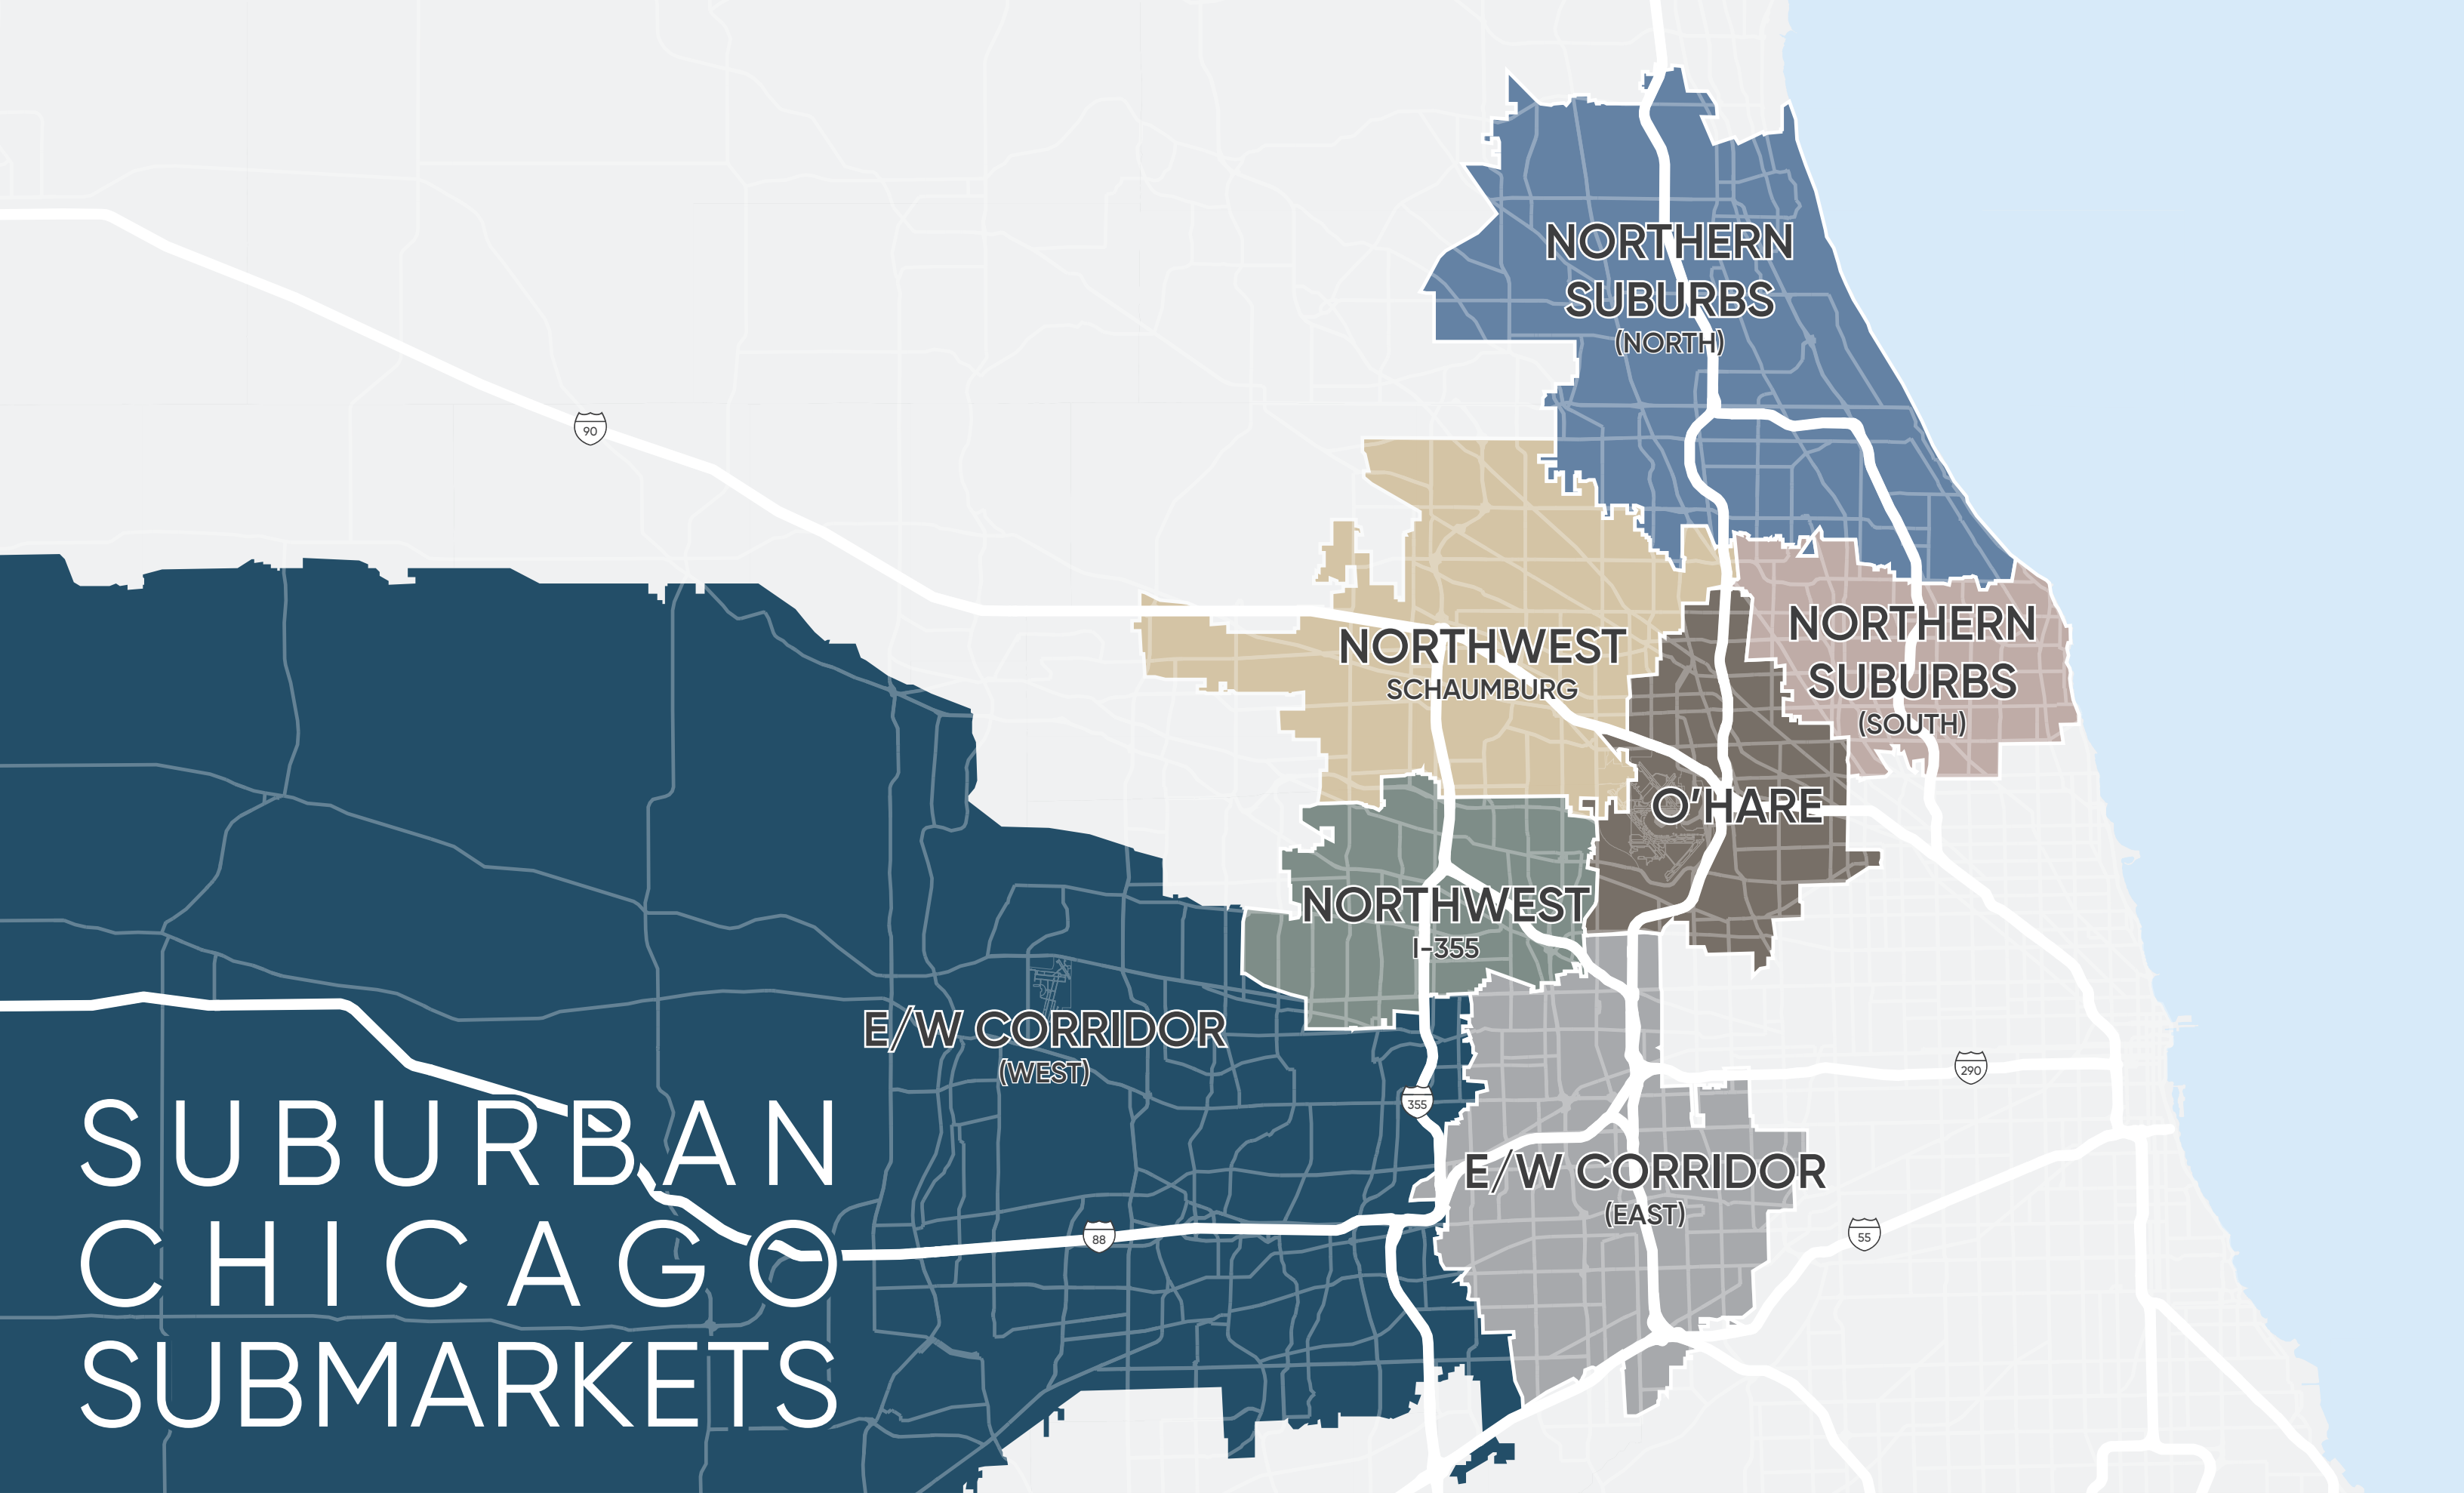 NORTHERN
SUBURBS
(NORTH)
90
NORTHWEST
SCHAUMBURG
NORTHERN
SUBURBS
(SOUTH)
O'HARE
NORTHWEST
I-355
E/W CORRIDOR
(WEST)
290
355
E/W CORRIDOR
(EAST)
88
55
SUBURBAN
CHICAGO
SUBMARKETS